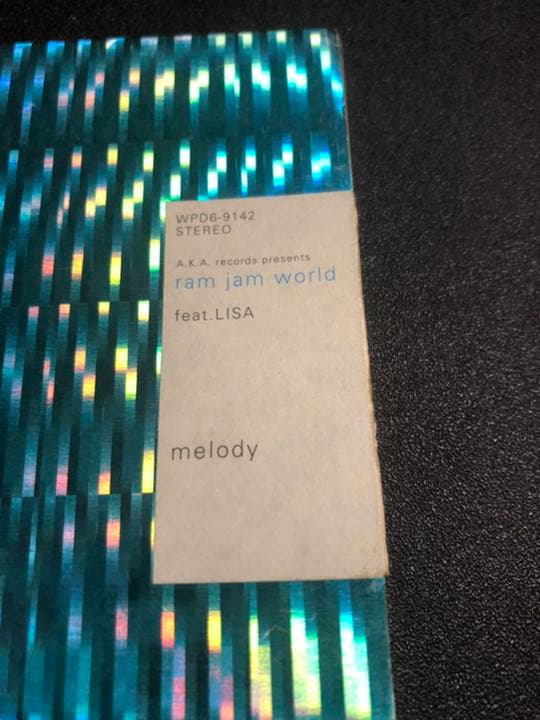 WPD6-9142
STEREO
A.K.A. records presents
ram jam world
feat.LISA
melody